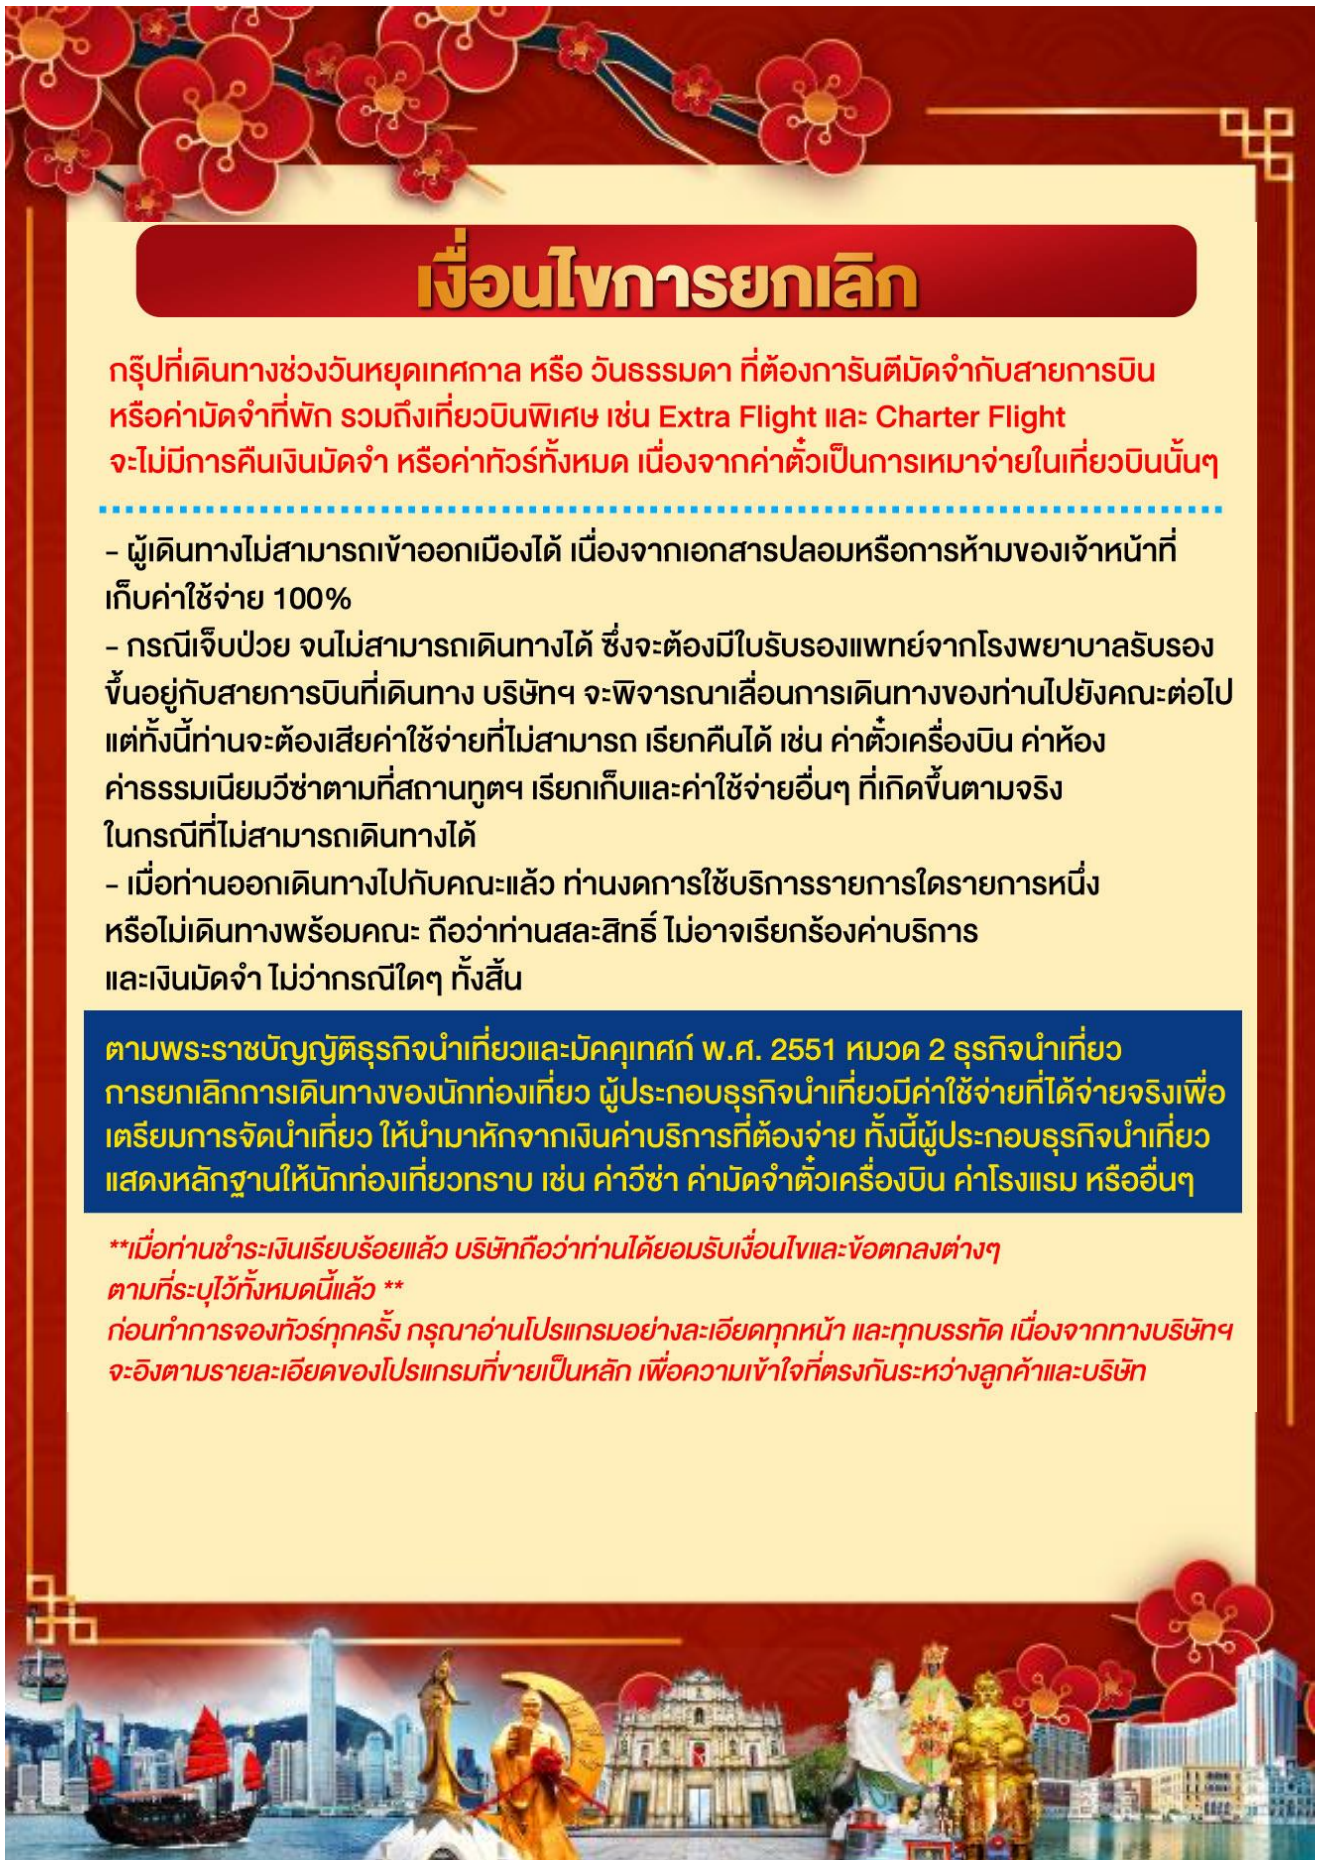 เงื่อนไขการยกเลิก
กรุ๊ปที่เดินทางช่วงวันหยุดเทศกาล หรือ วันธรรมดา ที่ต้องการันตีมัดจำกับสายการบิน
หรือค่ามัดจำที่พัก รวมถึงเที่ยวบินพิเศษ เช่น Extra Flight และ Charter Flight
จะไม่มีการคืนเงินมัดจำ หรือค่าทัวร์ทั้งหมด เนื่องจากค่าตั๋วเป็นการเหมาจ่ายในเที่ยวบินนั้นๆ
- ผู้เดินทางไม่สามารถเข้าออกเมืองได้ เนื่องจากเอกสารปลอมหรือการห้ามของเจ้าหน้าที่
เก็บค่าใช้จ่าย 100%
- กรณีเจ็บป่วย จนไม่สามารถเดินทางได้ ซึ่งจะต้องมีใบรับรองแพทย์จากโรงพยาบาลรับรอง
ขึ้นอยู่กับสายการบินที่เดินทาง บริษัทฯ จะพิจารณาเลื่อนการเดินทางของท่านไปยังคณะต่อไป
แต่ทั้งนี้ท่านจะต้องเสียค่าใช้จ่ายที่ไม่สามารถ เรียกคืนได้ เช่น ค่าตั๋วเครื่องบิน ค่าห้อง
ค่าธรรมเนียมวีซ่าตามที่สถานทูตฯ เรียกเก็บและค่าใช้จ่ายอื่นๆ ที่เกิดขึ้นตามจริง
ในกรณีที่ไม่สามารถเดินทางได้
- เมื่อท่านออกเดินทางไปกับคณะแล้ว ท่านงดการใช้บริการรายการใดรายการหนึ่ง
หรือไม่เดินทางพร้อมคณะ ถือว่าท่านสละสิทธิ์ ไม่อาจเรียกร้องค่าบริการ
และเงินมัดจำ ไม่ว่ากรณีใดๆ ทั้งสิ้น
ตามพระราชบัญญัติธุรกิจนำเที่ยวและมัคคุเทศก์ พ.ศ. 2551 หมวด 2 ธุรกิจนำเที่ยว
การยกเลิกการเดินทางของนักท่องเที่ยว ผู้ประกอบธุรกิจนำเที่ยวมีค่าใช้จ่ายที่ได้จ่ายจริงเพื่อ
เตรียมการจัดนำเที่ยว ให้นำมาหักจากเงินค่าบริการที่ต้องจ่าย ทั้งนี้ผู้ประกอบธุรกิจนำเที่ยว
แสดงหลักฐานให้นักท่องเที่ยวทราบ เช่น ค่าวีซ่า ค่ามัดจำตั๋วเครื่องบิน ค่าโรงแรม หรืออื่นๆ
**เมื่อท่านชำระเงินเรียบร้อยแล้ว บริษัทถือว่าท่านได้ยอมรับเงื่อนไขและข้อตกลงต่างๆ
ตามที่ระบุไว้ทั้งหมดนี้แล้ว **
ก่อนทำการจองทัวร์ทุกครั้ง กรุณาอ่านโปรแกรมอย่างละเอียดทุกหน้า และทุกบรรทัด เนื่องจากทางบริษัทฯ
จะอิงตามรายละเอียดของโปรแกรมที่ขายเป็นหลัก เพื่อความเข้าใจที่ตรงกันระหว่างลูกค้าและบริษัท